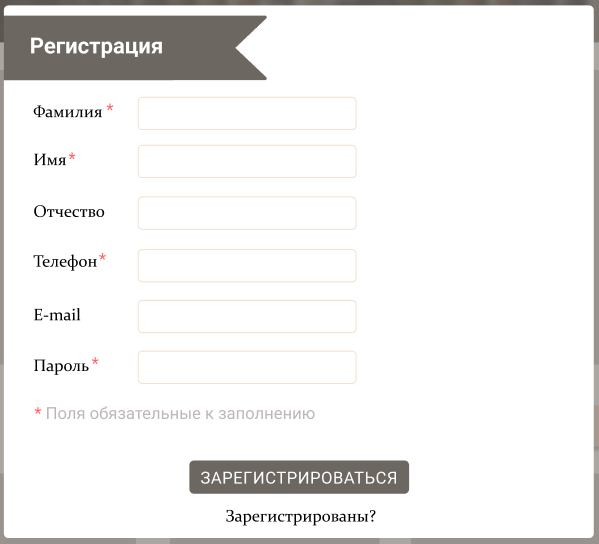 Регистрация
Фамилия *
Имя *
Отчество
Телефон *
E-mail
Пароль *
* Поля обязательные к заполнению
ЗАРЕГИСТРИРОВАТЬСЯ
Зарегистрированы?